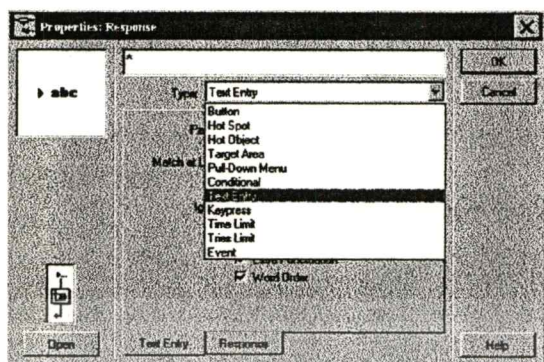 Properties: Response
abc
^
OK
Type: Text Entry
Cancel
Button
Hot Spot
Hot Object
Target Area
Pull-Down Menu
Conditional
Text Entry
Keypress
Time Limit
Tries Limit
Event
Match at L
Word Order
Open
Text Entry
Response
Help